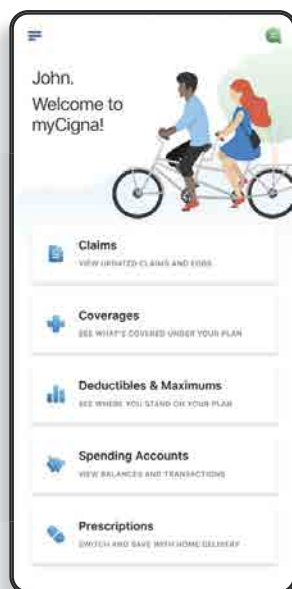 John.
Welcome to
myCigna!
Claims
VIEW UPDATED CLAIMS AND EOBS
Coverages
SEE WHAT'S COVERED UNDER YOUR PLAN
Deductibles & Maximums
SEE WHERE YOU STAND ON YOUR PLAN
Spending Accounts
VIEW BALANCES AND TRANSACTIONS
Prescriptions
SWITCH AND SAVE WITH HOME DELIVERY